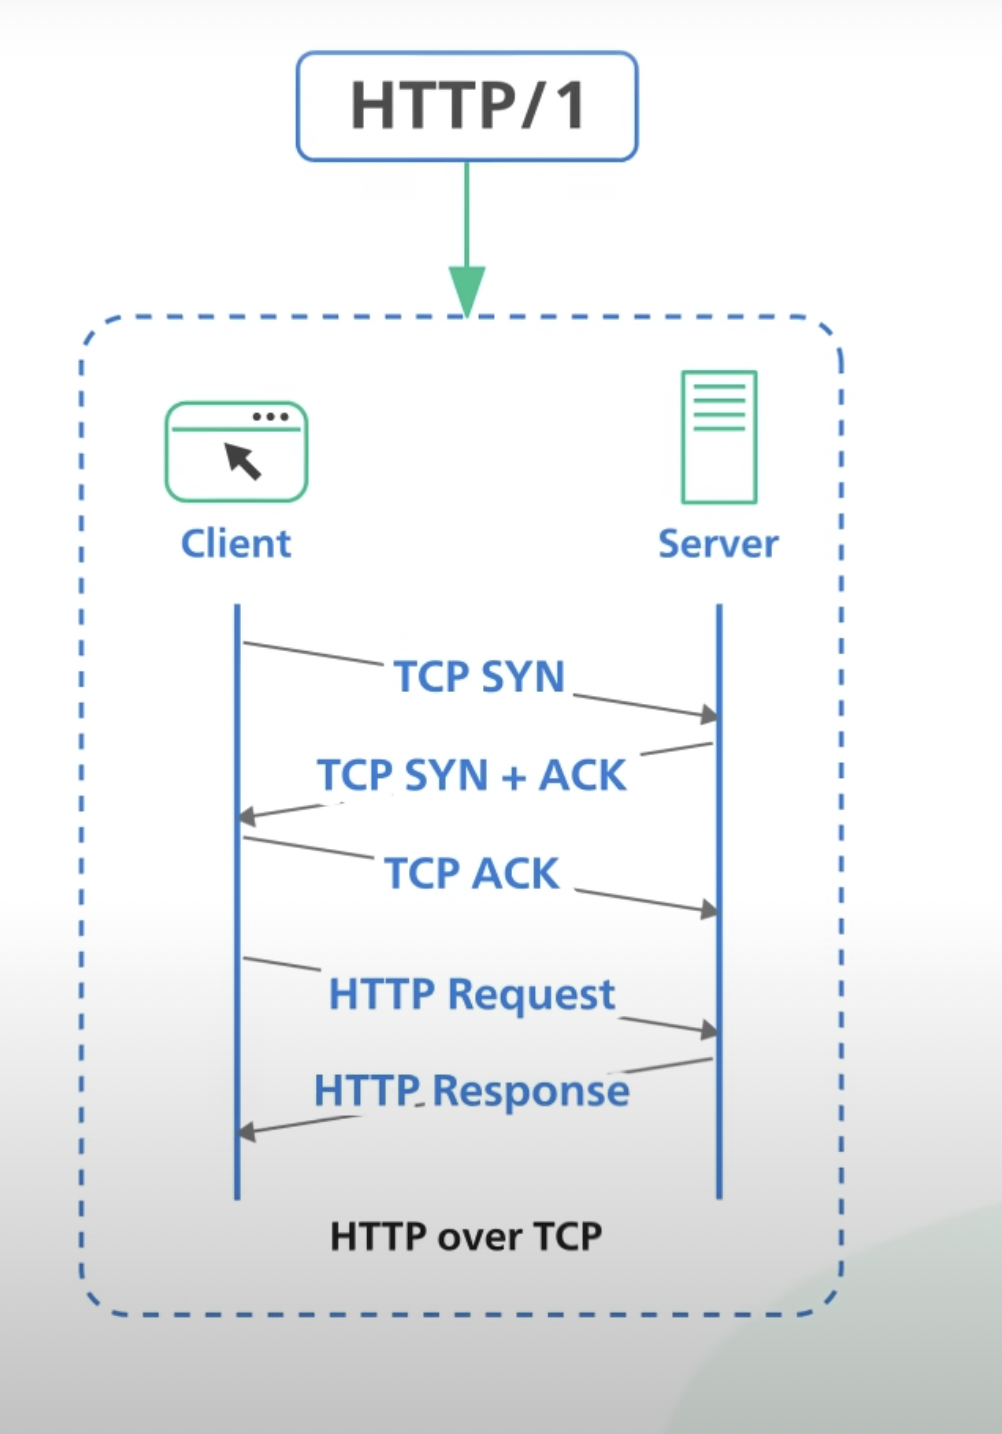 HTTP/1
Client
Server
TCP SYN
TCP SYN + ACK
TCP ACK
HTTP Request
HTTP Response
HTTP over TCP